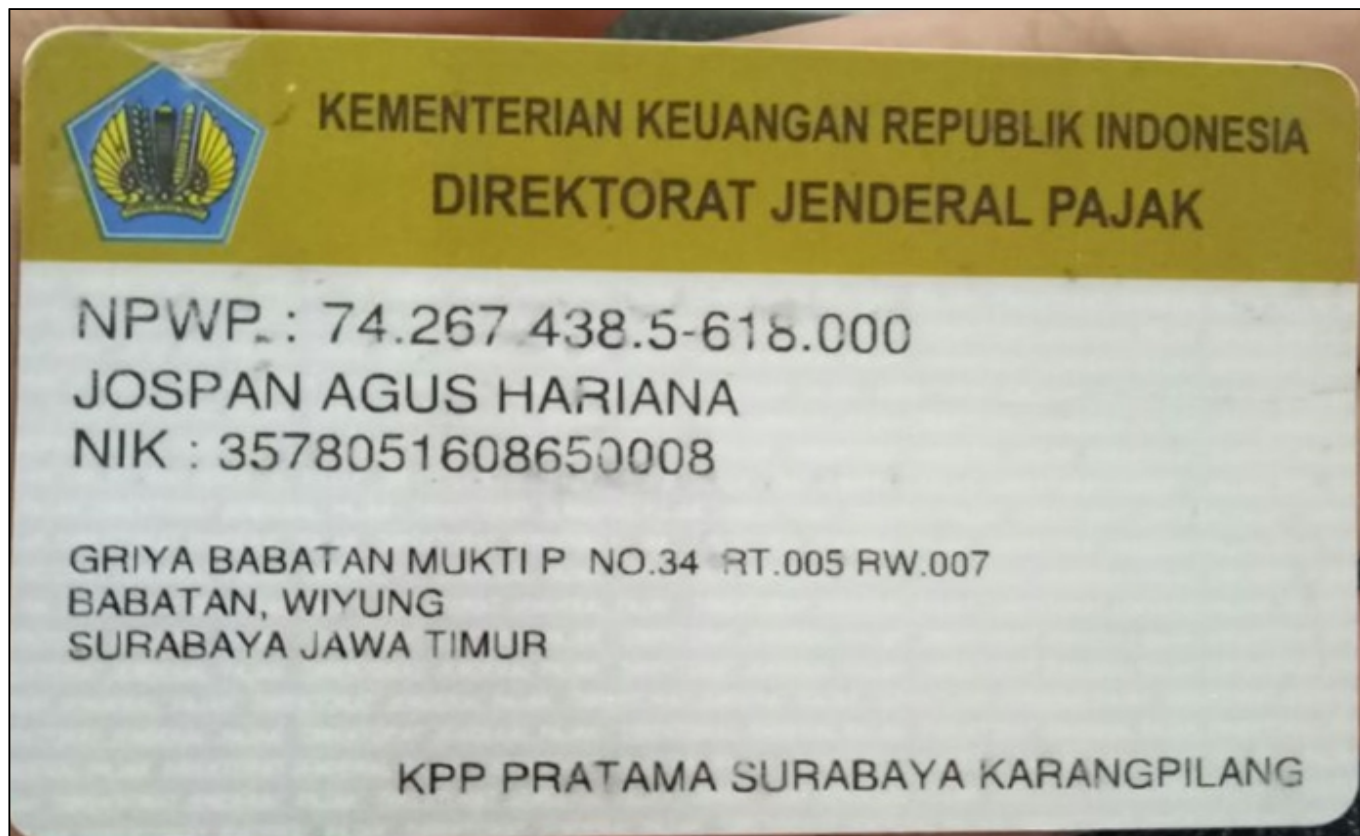 KEMENTERIAN KEUANGAN REPUBLIK INDONESIA
DIREKTORAT JENDERAL PAJAK
NPWP : 74.267.438.5-618.000
JOSPAN AGUS HARIANA
NIK : 3578051608650008
GRIYA BABATAN MUKTI P NO.34 RT.005 RW.007
BABATAN, WIYUNG
SURABAYA JAWA TIMUR
KPP PRATAMA SURABAYA KARANGPILANG